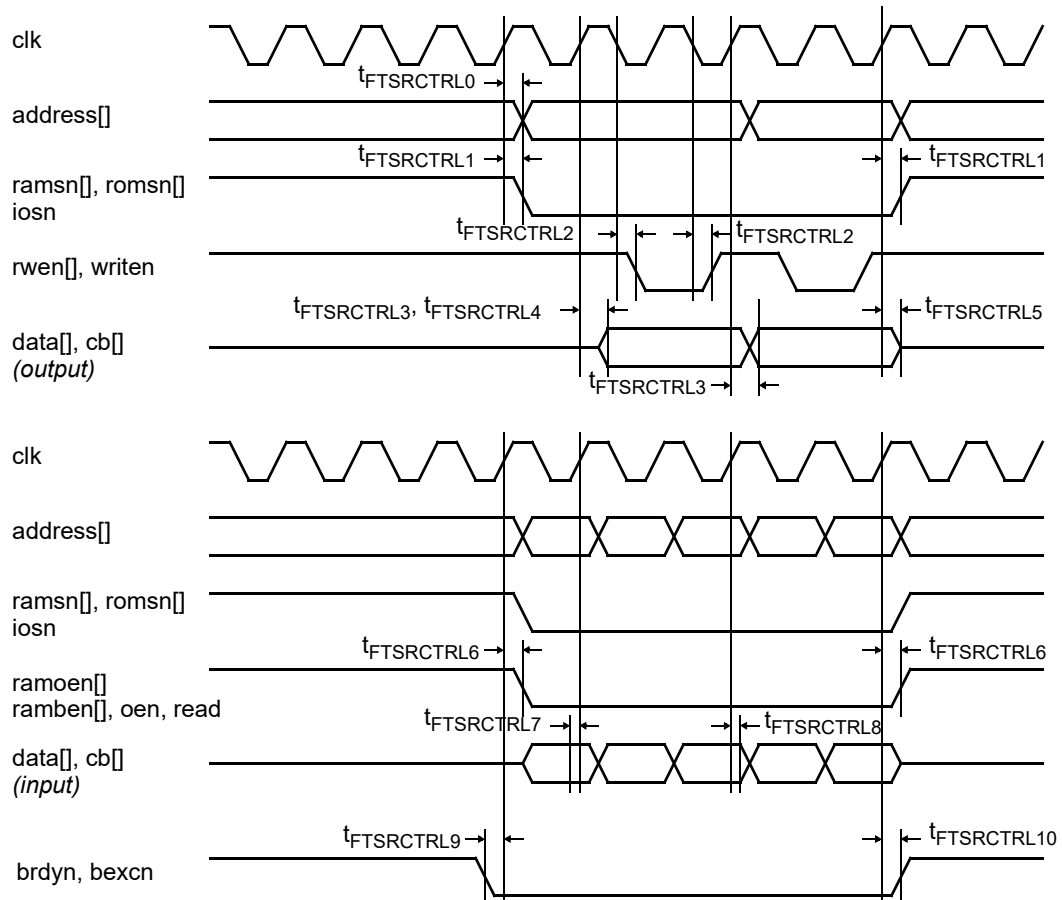 clk
tFTSRCTRL0
address[]
tFTSRCTRL1
tFTSRCTRL1
ramsn[], romsn[]
iosn
tFTSRCTRL2
tFTSRCTRL2
rwen[], writen
tFTSRCTRL3, tFTSRCTRL4
tFTSRCTRL5
data[], cb[]
(output)
tFTSRCTRL3
clk
address[]
ramsn[], romsn[]
iosn
tFTSRCTRL6
tFTSRCTRL6
ramoen[]
ramben[], oen, read
tFTSRCTRL7
tFTSRCTRL8
data[], cb[]
(input)
tFTSRCTRL9
tFTSRCTRL10
brdyn, bexcn